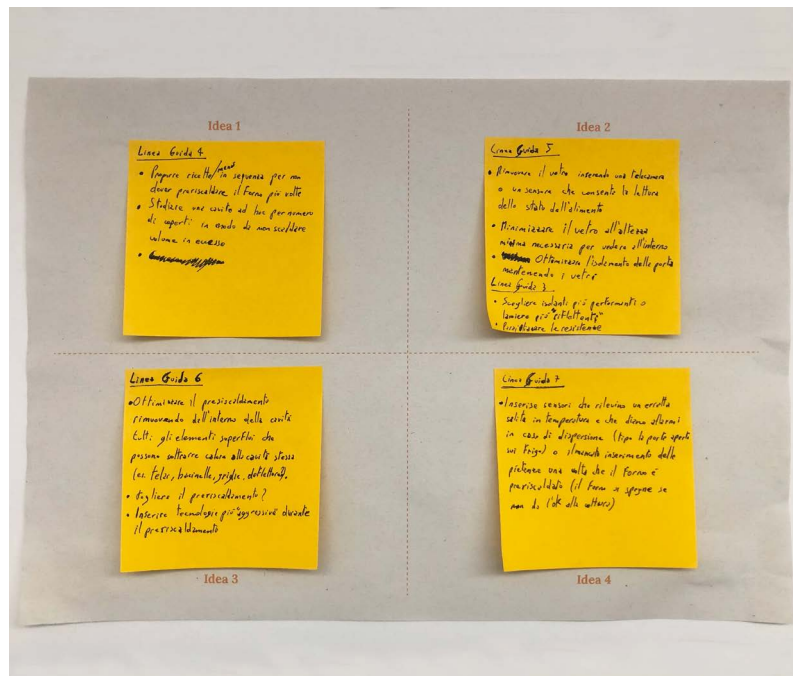 Idea 1
Linea Guida 4
• Proporre ricette/menù in sequenza per non
dover preriscaldare il forno più volte
• Studiare una cavità ad hoc per numero
di coperti in modo da non scaldare
volume in eccesso
Idea 2
Linea Guida 5
• Rimuovere il vetro inserendo una telecamera
o un sensore che consenta la lettura
dello stato dell'alimento
• Minimizzare il vetro all'altezza
minima necessaria per vedere all'interno
• Ottimizzare l'isolamento della porta
mantenendo i vetri
Linea Guida 3
• Scegliere isolanti più performanti o
lamiere più "riflettenti"
• le resistenze
Linea Guida 6
• Ottimizzare il preriscaldamento
rimuovendo dall'interno della cavità
tutti gli elementi superflui che
possono sottrarre calore alla cavità stessa
(es. telai, bacinelle, griglie,
• Togliere il preriscaldamento?
• Inserire tecnologie più "aggressive" durante
il preriscaldamento
Idea 3
Linea Guida 7
• Inserire sensori che rilevino un'errata
salita in temperatura e che diano allarmi
in caso di dispersione (tipo la porta aperta
sui frigo) o il mancato inserimento delle
pietanze una volta che il forno è
preriscaldato (il forno si spegne se
non do l'ok alla cottura)
Idea 4